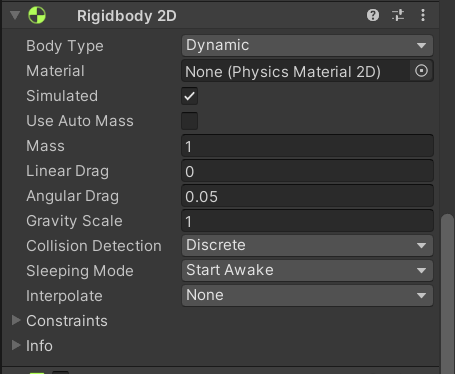 Rigidbody 2D
Body Type Dynamic
Material None (Physics Material 2D)
Simulated
Use Auto Mass
Mass 1
Linear Drag 0
Angular Drag 0.05
Gravity Scale 1
Collision Detection Discrete
Sleeping Mode Start Awake
Interpolate None
Constraints
Info